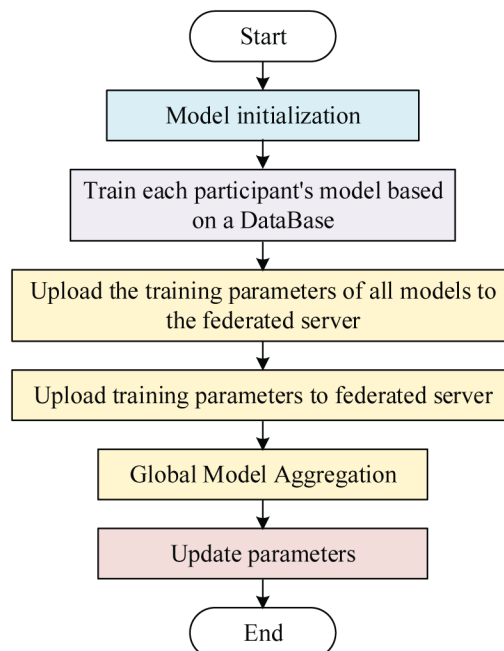 Start
Model initialization
Train each participant's model based
on a DataBase
Upload the training parameters of all models to
the federated server
Upload training parameters to federated server
Global Model Aggregation
Update parameters
End